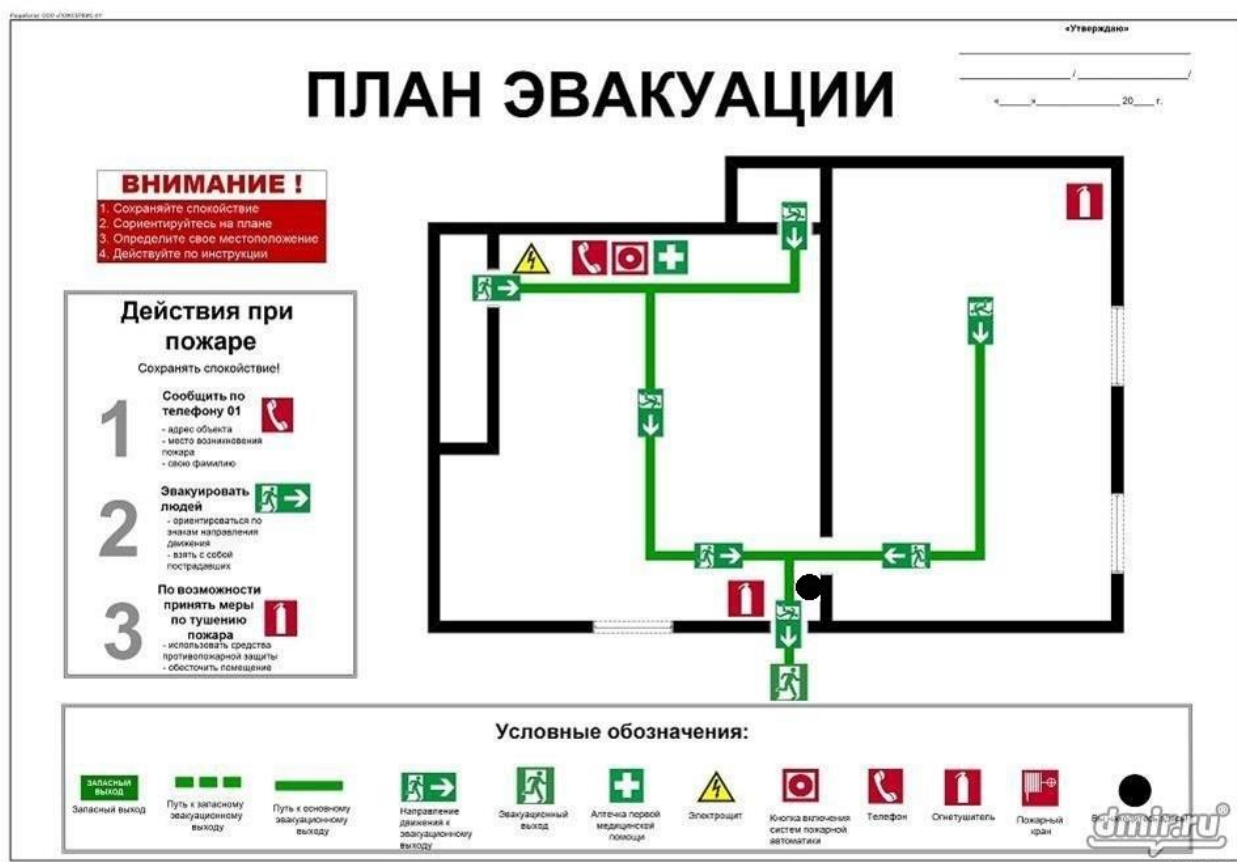 «Утверждаю»
/ /
«____»____________ 20___ г.
ПЛАН ЭВАКУАЦИИ
ВНИМАНИЕ !
1. Сохраняйте спокойствие
2. Сориентируйтесь на плане
3. Определите свое местоположение
4. Действуйте по инструкции
Действия при
пожаре
Сохранять спокойствие!
1
Сообщить по
телефону 01
- адрес объекта
- место возникновения
пожара
- свою фамилию
2
Эвакуировать
людей
- ориентироваться по
знакам направления
движения
- взять с собой
пострадавших
3
По возможности
принять меры
по тушению
пожара
- использовать средства
противопожарной защиты
- обесточить помещение
Условные обозначения:
ЗАПАСНЫЙ
ВЫХОД
Запасный выход
Путь к запасному
эвакуационному
выходу
Путь к основному
эвакуационному
выходу
Направление
движения к
эвакуационному
выходу
Эвакуационный
выход
Аптечка первой
медицинской
помощи
Электрощит
Кнопка включения
систем пожарной
автоматики
Телефон
Огнетушитель
Пожарный
кран
dmir.ru®